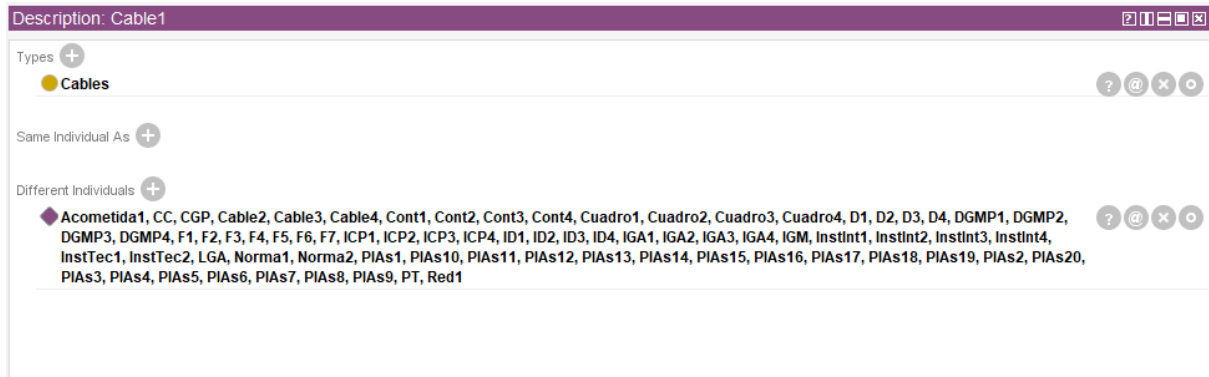 Description: Cable1
Types
Cables
Same Individual As
Different Individuals
Acometida1, CC, CGP, Cable2, Cable3, Cable4, Cont1, Cont2, Cont3, Cont4, Cuadro1, Cuadro2, Cuadro3, Cuadro4, D1, D2, D3, D4, DGMP1, DGMP2,
DGMP3, DGMP4, F1, F2, F3, F4, F5, F6, F7, ICP1, ICP2, ICP3, ICP4, ID1, ID2, ID3, ID4, IGA1, IGA2, IGA3, IGA4, IGM, InstInt1, InstInt2, InstInt3, InstInt4,
InstTec1, InstTec2, LGA, Norma1, Norma2, PIAs1, PIAs10, PIAs11, PIAs12, PIAs13, PIAs14, PIAs15, PIAs16, PIAs17, PIAs18, PIAs19, PIAs2, PIAs20,
PIAs3, PIAs4, PIAs5, PIAs6, PIAs7, PIAs8, PIAs9, PT, Red1